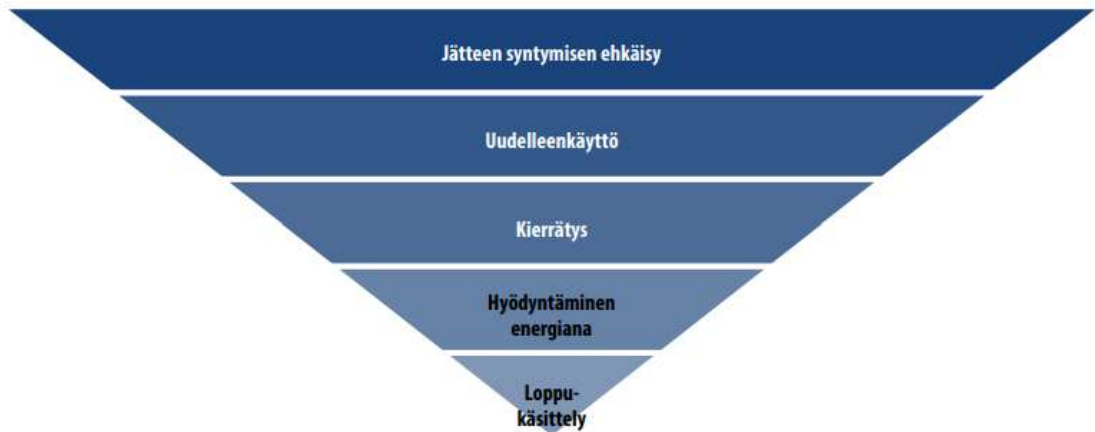 Jätteen syntymisen ehkäisy
Uudelleenkäyttö
Kierrätys
Hyödyntäminen
energiana
Loppu-
käsittely